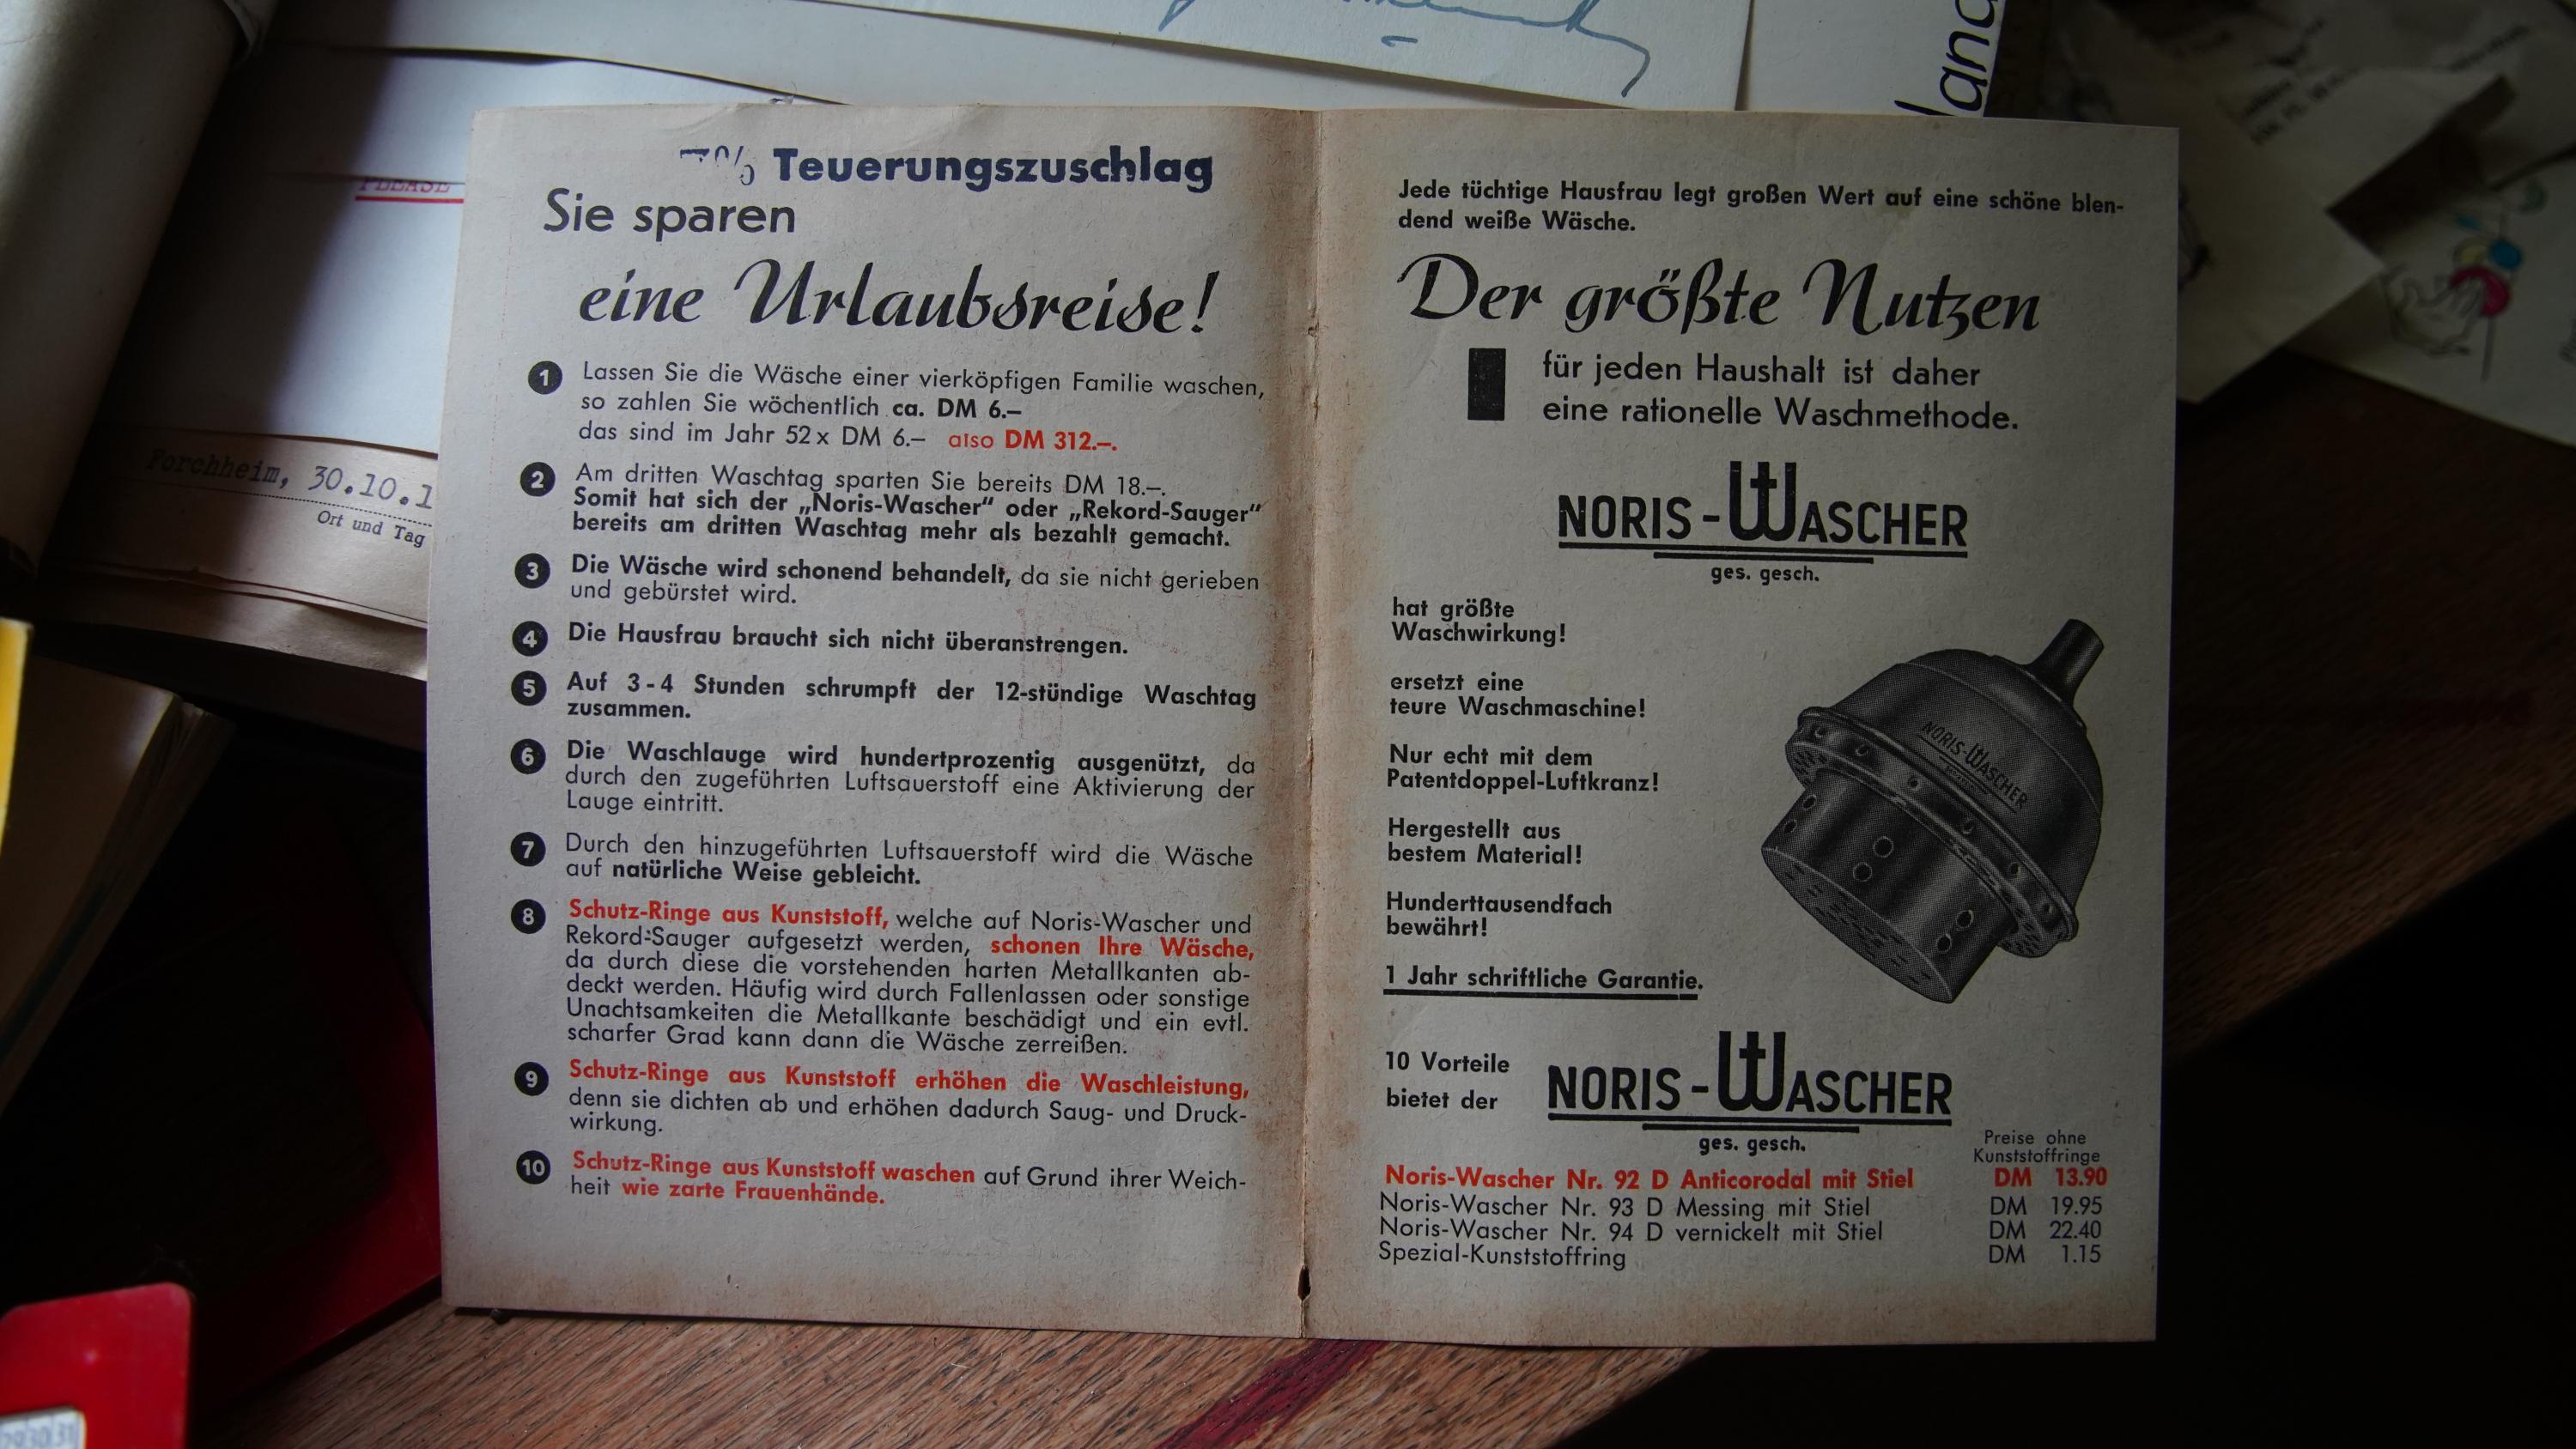 PLEASE
land
Forchheim, 30.10.1
Ort und Tag
7% Teuerungszuschlag
Sie sparen
eine Urlaubsreise!
1 Lassen Sie die Wäsche einer vierköpfigen Familie waschen,
so zahlen Sie wöchentlich ca. DM 6.–
das sind im Jahr 52 x DM 6.– also DM 312.–.
2 Am dritten Waschtag sparten Sie bereits DM 18.–.
Somit hat sich der „Noris-Wascher“ oder „Rekord-Sauger“
bereits am dritten Waschtag mehr als bezahlt gemacht.
3 Die Wäsche wird schonend behandelt, da sie nicht gerieben
und gebürstet wird.
4 Die Hausfrau braucht sich nicht überanstrengen.
5 Auf 3-4 Stunden schrumpft der 12-stündige Waschtag
zusammen.
6 Die Waschlauge wird hundertprozentig ausgenützt, da
durch den zugeführten Luftsauerstoff eine Aktivierung der
Lauge eintritt.
7 Durch den hinzugeführten Luftsauerstoff wird die Wäsche
auf natürliche Weise gebleicht.
8 Schutz-Ringe aus Kunststoff, welche auf Noris-Wascher und
Rekord-Sauger aufgesetzt werden, schonen Ihre Wäsche,
da durch diese die vorstehenden harten Metallkanten ab-
deckt werden. Häufig wird durch Fallenlassen oder sonstige
Unachtsamkeiten die Metallkante beschädigt und ein evtl.
scharfer Grad kann dann die Wäsche zerreißen.
9 Schutz-Ringe aus Kunststoff erhöhen die Waschleistung,
denn sie dichten ab und erhöhen dadurch Saug- und Druck-
wirkung.
10 Schutz-Ringe aus Kunststoff waschen auf Grund ihrer Weich-
heit wie zarte Frauenhände.
Jede tüchtige Hausfrau legt großen Wert auf eine schöne blen-
dend weiße Wäsche.
Der größte Nutzen
für jeden Haushalt ist daher
eine rationelle Waschmethode.
NORIS-WASCHER
ges. gesch.
hat größte
Waschwirkung!
ersetzt eine
teure Waschmaschine!
Nur echt mit dem
Patentdoppel-Luftkranz!
Hergestellt aus
bestem Material!
Hunderttausendfach
bewährt!
1 Jahr schriftliche Garantie.
NORIS-WASCHER
10 Vorteile
bietet der
NORIS-WASCHER
ges. gesch.
Preise ohne
Kunststoffringe
Noris-Wascher Nr. 92 D Anticorodal mit Stiel DM 13.90
Noris-Wascher Nr. 93 D Messing mit Stiel DM 19.95
Noris-Wascher Nr. 94 D vernickelt mit Stiel DM 22.40
Spezial-Kunststoffring DM 1.15